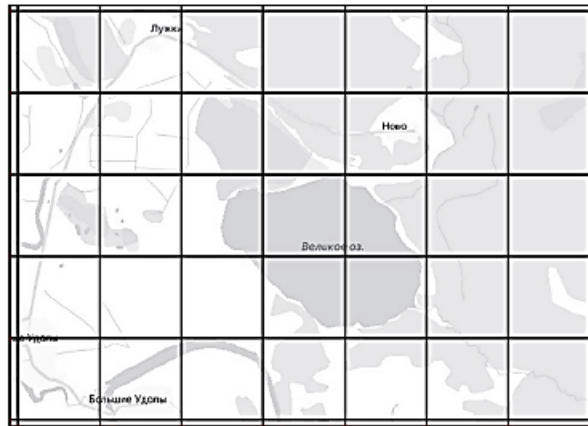 Лужки
Ново
Великое оз.
Удолы
Большие Удолы